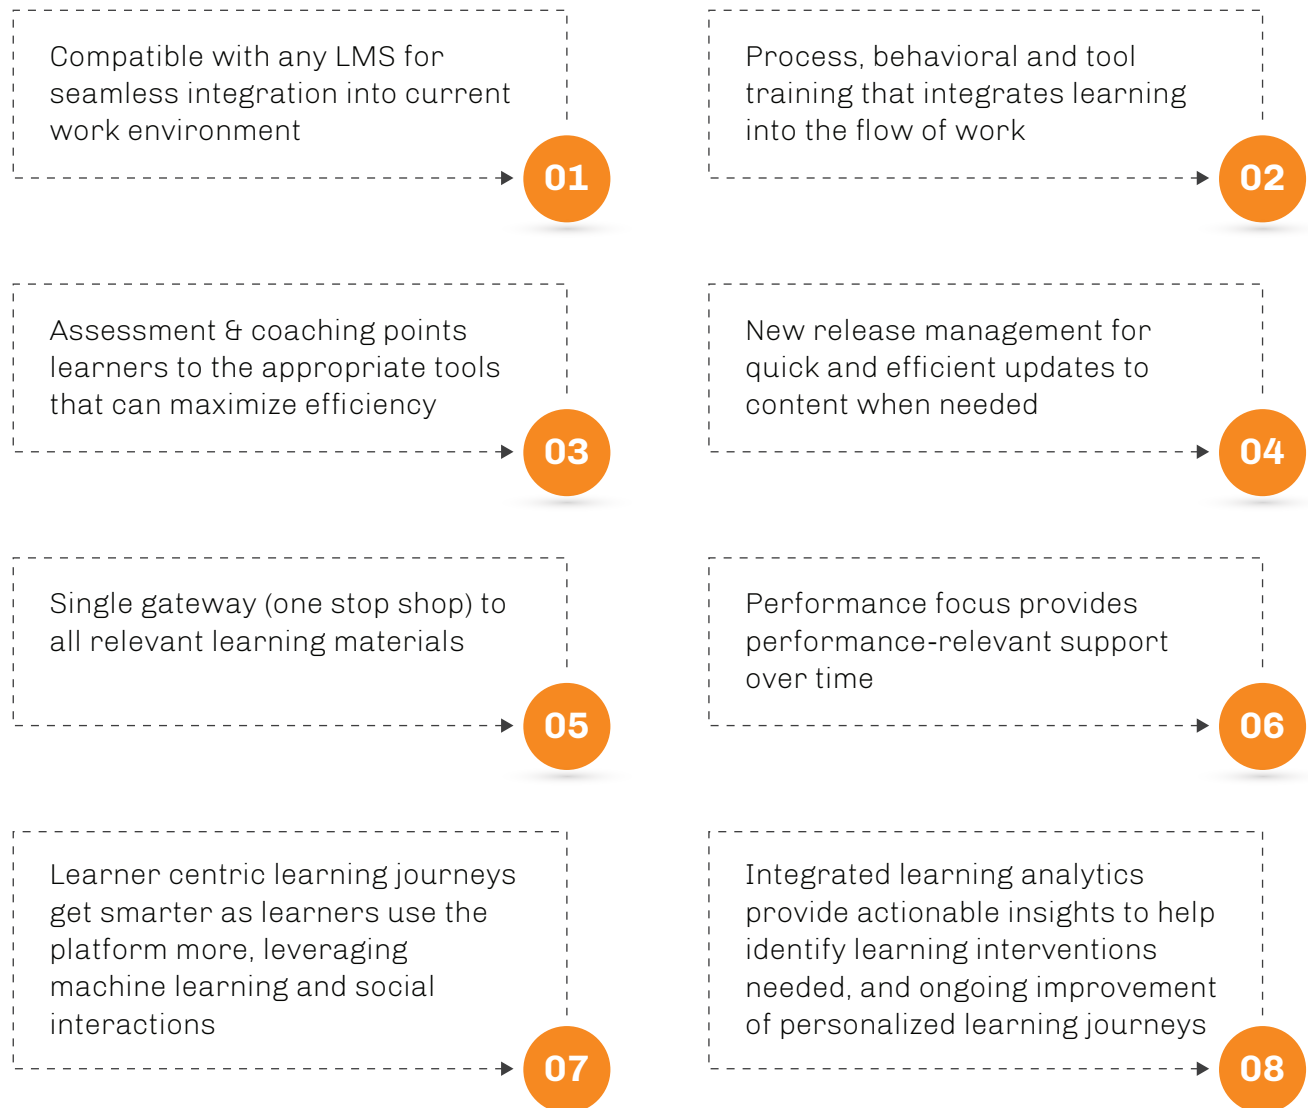 Compatible with any LMS for
seamless integration into current
work environment
01
Process, behavioral and tool
training that integrates learning
into the flow of work
02
Assessment & coaching points
learners to the appropriate tools
that can maximize efficiency
03
New release management for
quick and efficient updates to
content when needed
04
Single gateway (one stop shop) to
all relevant learning materials
05
Performance focus provides
performance-relevant support
over time
06
Learner centric learning journeys
get smarter as learners use the
platform more, leveraging
machine learning and social
interactions
07
Integrated learning analytics
provide actionable insights to help
identify learning interventions
needed, and ongoing improvement
of personalized learning journeys
08